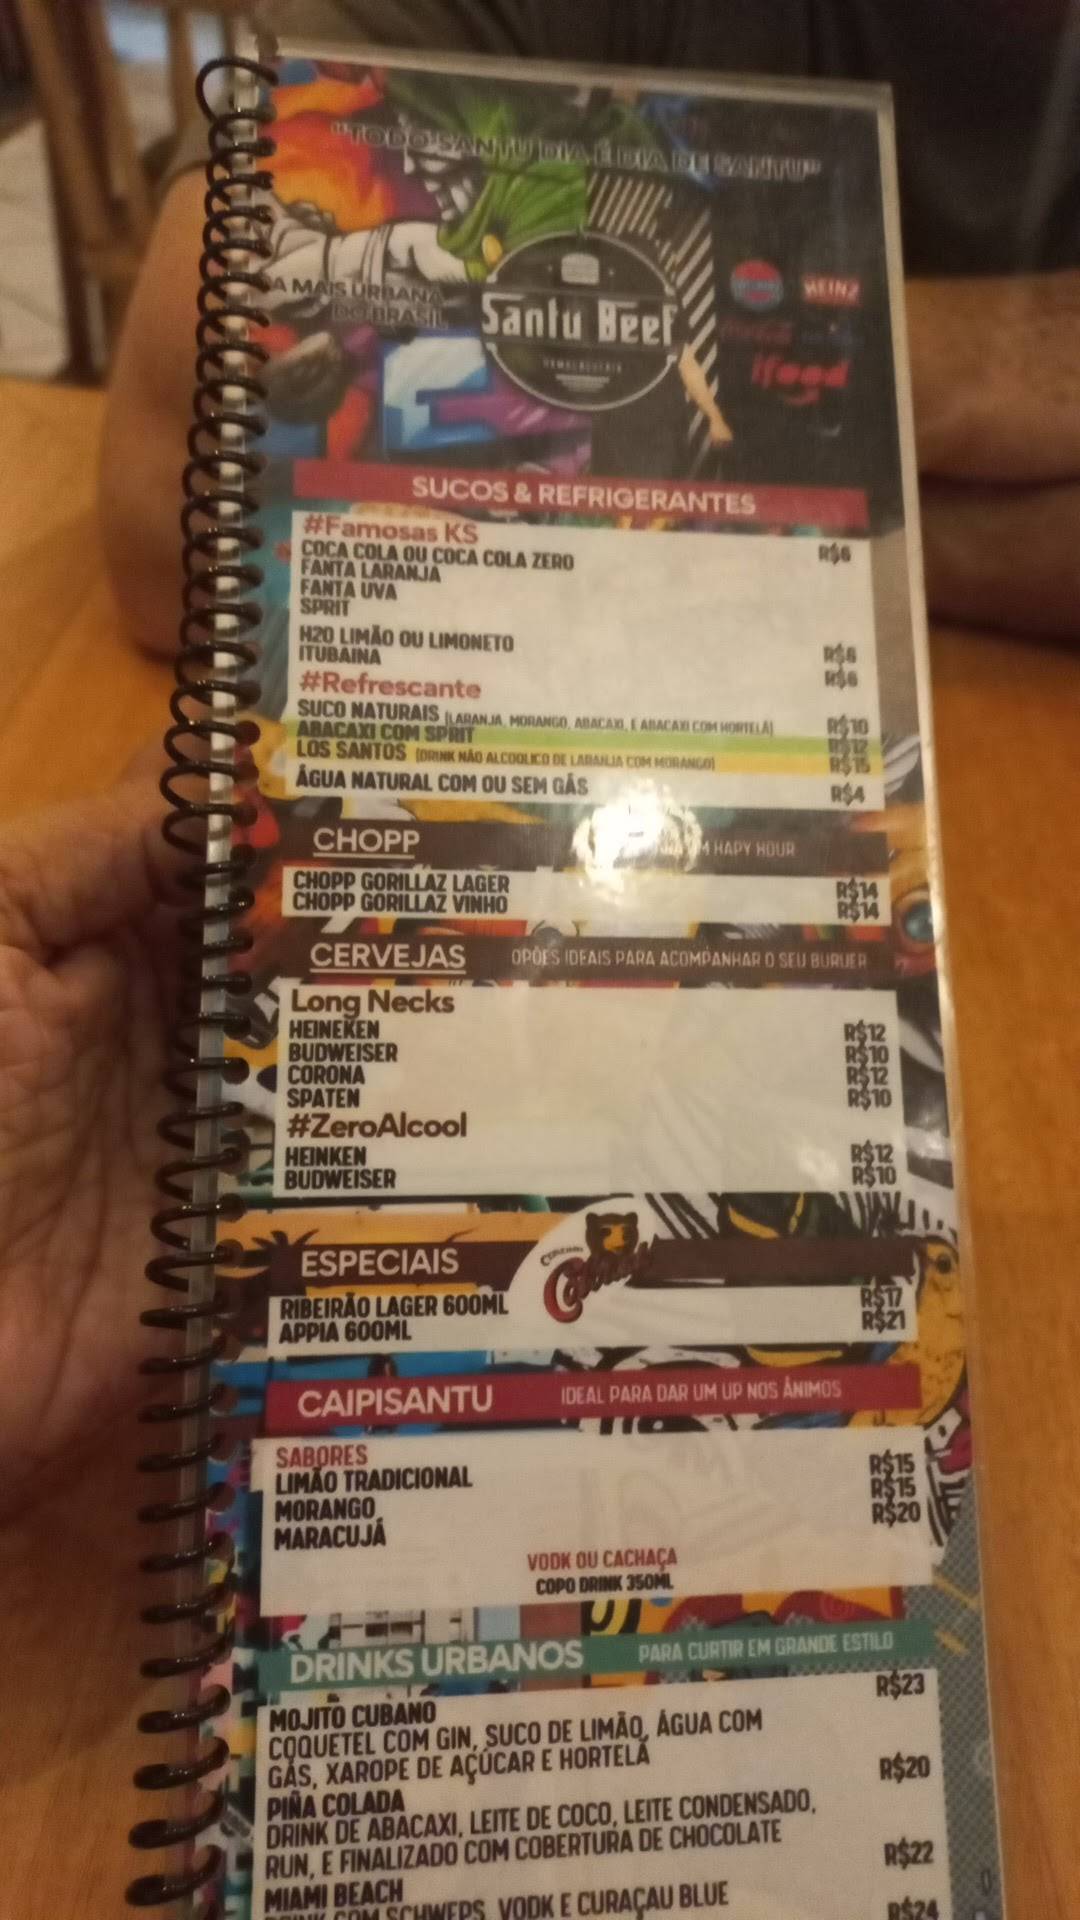 "TODO SANTU DIA É DIA DE SANTU"
A MAIS URBANA
DO BRASIL
Santu Beef
HEINZ
ifood
SUCOS & REFRIGERANTES
#Famosas KS
COCA COLA OU COCA COLA ZERO R$6
FANTA LARANJA
FANTA UVA
SPRIT
H20 LIMÃO OU LIMONETO R$6
ITUBAINA R$6
#Refrescante
SUCO NATURAIS (LARANJA, MORANGO, ABACAXI, E ABACAXI COM HORTELÃ) R$10
ABACAXI COM SPRIT R$12
LOS SANTOS (DRINK NÃO ALCOOLICO DE LARANJA COM MORANGO) R$15
ÁGUA NATURAL COM OU SEM GÁS R$4
CHOPP HAPY HOUR
CHOPP GORILLAZ LAGER R$14
CHOPP GORILLAZ VINHO R$14
CERVEJAS OPÕES IDEAIS PARA ACOMPANHAR O SEU BURUER
Long Necks
HEINEKEN R$12
BUDWEISER R$10
CORONA R$12
SPATEN R$10
#ZeroAlcool
HEINKEN R$12
BUDWEISER R$10
ESPECIAIS
RIBEIRÃO LAGER 600ML R$17
APPIA 600ML R$21
CAIPISANTU IDEAL PARA DAR UM UP NOS ÂNIMOS
SABORES
LIMÃO TRADICIONAL R$15
MORANGO R$15
MARACUJÁ R$20
VODK OU CACHAÇA
COPO DRINK 350ML
DRINKS URBANOS PARA CURTIR EM GRANDE ESTILO
MOJITO CUBANO R$23
COQUETEL COM GIN, SUCO DE LIMÃO, ÁGUA COM
GÁS, XAROPE DE AÇÚCAR E HORTELÃ
PIÑA COLADA R$20
DRINK DE ABACAXI, LEITE DE COCO, LEITE CONDENSADO,
RUN, E FINALIZADO COM COBERTURA DE CHOCOLATE
MIAMI BEACH R$22
DRINK COM SCHWEPS, VODK E CURAÇAU BLUE
R$24